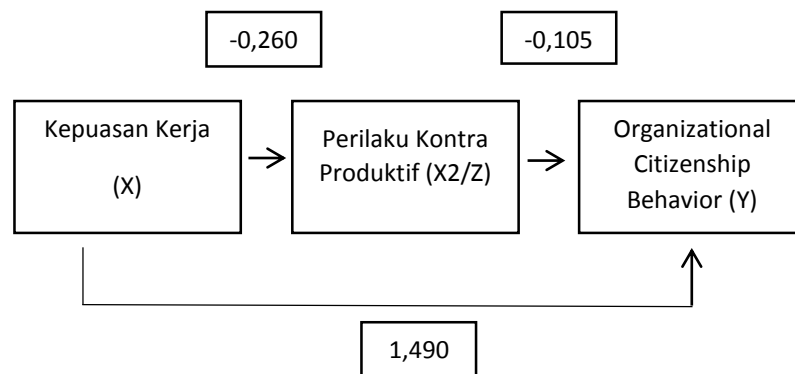 -0,260
-0,105
Kepuasan Kerja
(X)
Perilaku Kontra
Produktif (X2/Z)
Organizational
Citizenship
Behavior (Y)
1,490